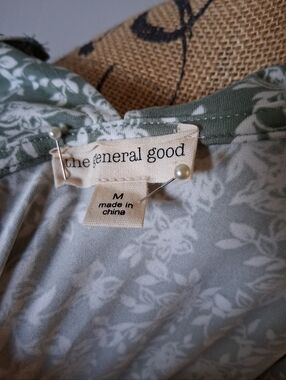 the general good
M
made in
china